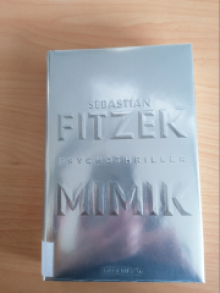 SEBASTIAN
FITZEK
PSYCHOTHRILLER
MIMIK